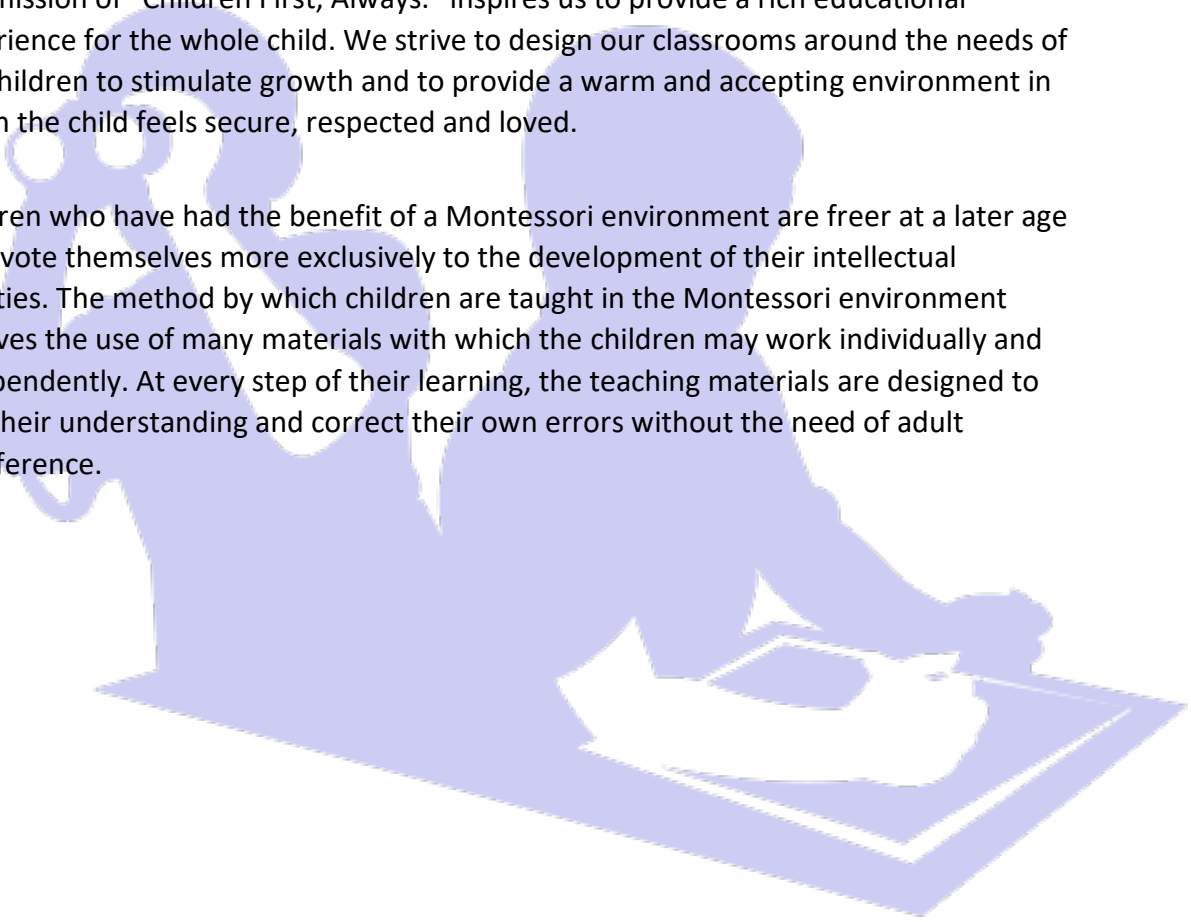 mission of "Children First, Always." inspires us to provide a rich educational
rience for the whole child. We strive to design our classrooms around the needs of
hildren to stimulate growth and to provide a warm and accepting environment in
the child feels secure, respected and loved.
ren who have had the benefit of a Montessori environment are freer at a later age
vote themselves more exclusively to the development of their intellectual
ties. The method by which children are taught in the Montessori environment
ves the use of many materials with which the children may work individually and
pendently. At every step of their learning, the teaching materials are designed to
their understanding and correct their own errors without the need of adult
ference.